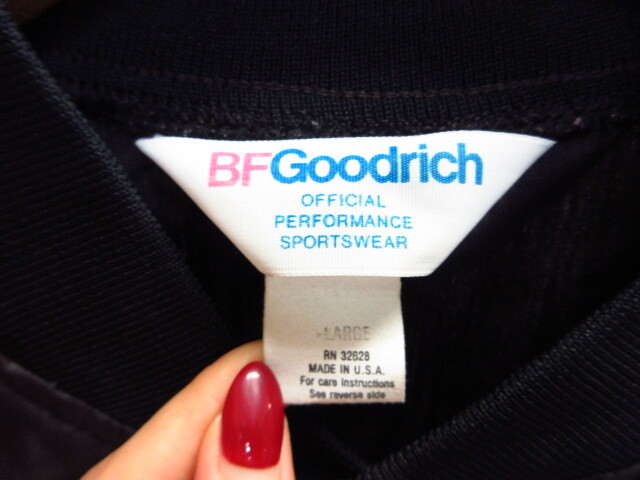 BFGoodrich
OFFICIAL
PERFORMANCE
SPORTSWEAR
LARGE
RN 32628
MADE IN U.S.A.
For care instructions
See reverse side